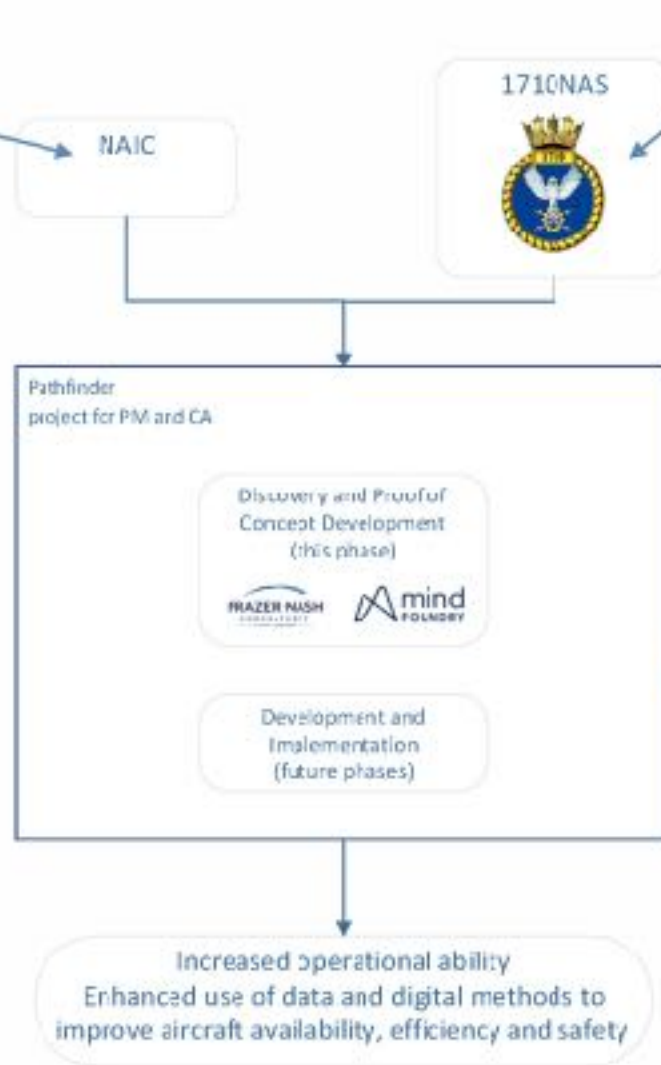 1710NAS
NAIC
1710
Pathfinder
project for PM and CA
Discovery and Proof of
Concept Development
(this phase)
FRAZER NASH
CONSULTANCY
mind
FOUNDRY
Development and
Implementation
(future phases)
Increased operational ability
Enhanced use of data and digital methods to
improve aircraft availability, efficiency and safety